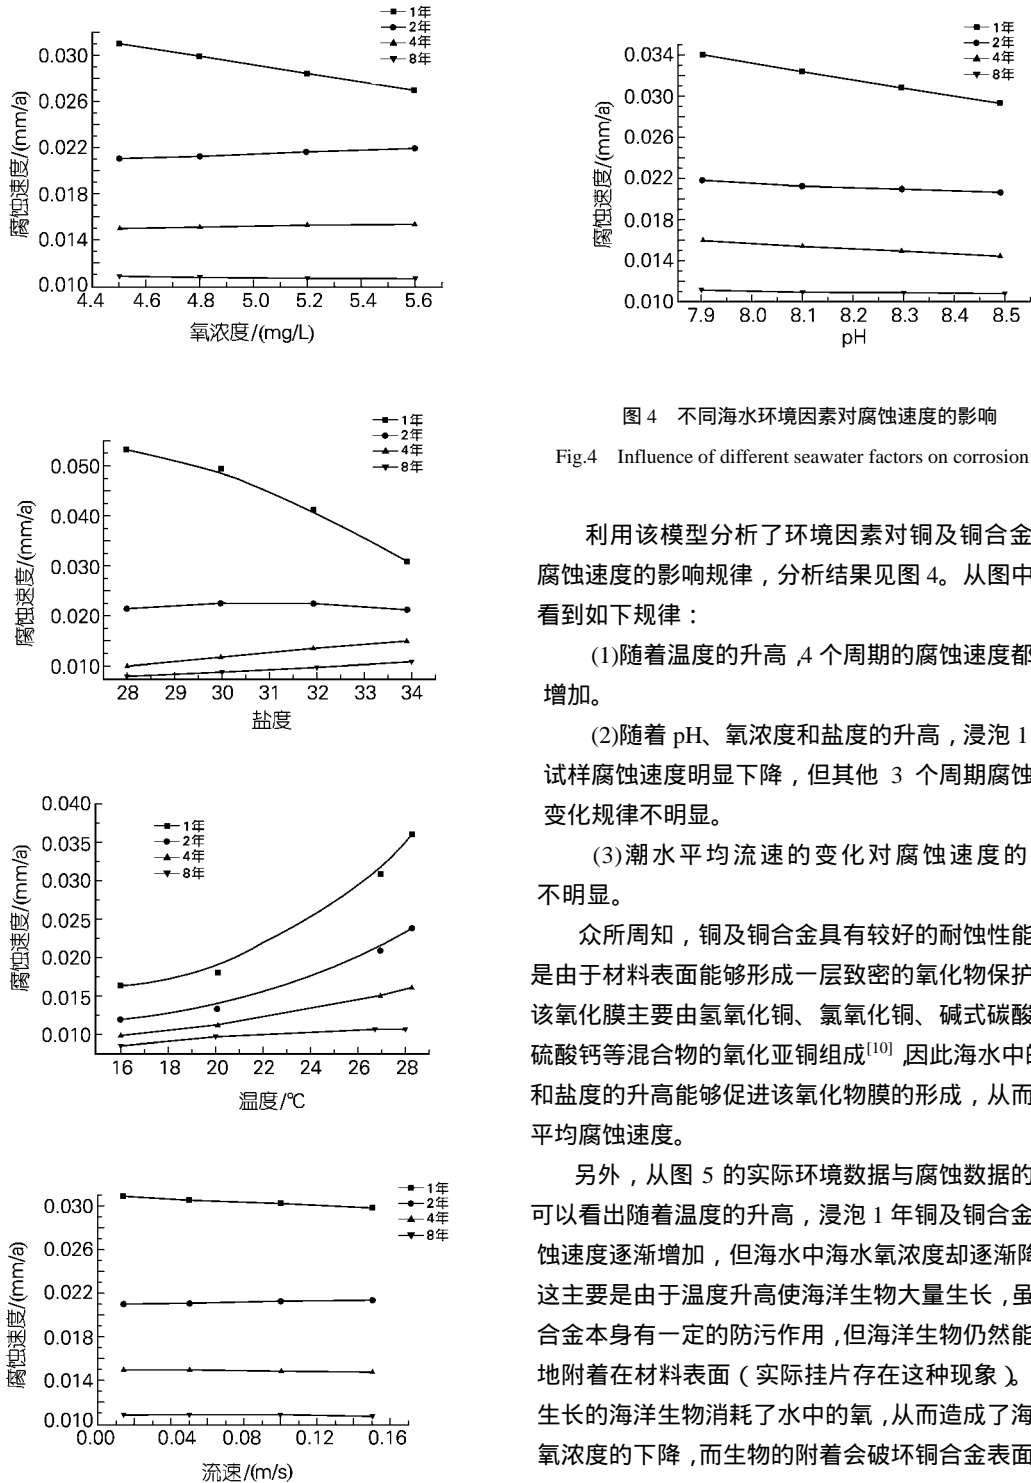 1年
2年
4年
8年
0.030
0.026
0.022
0.018
0.014
0.010
腐蚀速度/(mm/a)
4.4 4.6 4.8 5.0 5.2 5.4 5.6
氧浓度/(mg/L)
1年
2年
4年
8年
0.050
0.040
0.030
0.020
0.010
腐蚀速度/(mm/a)
28 29 30 31 32 33 34
盐度
1年
2年
4年
8年
0.040
0.035
0.030
0.025
0.020
0.015
0.010
腐蚀速度/(mm/a)
16 18 20 22 24 26 28
温度/℃
1年
2年
4年
8年
0.030
0.026
0.022
0.018
0.014
0.010
腐蚀速度/(mm/a)
0.00 0.04 0.08 0.12 0.16
流速/(m/s)
1年
2年
4年
8年
0.034
0.030
0.026
0.022
0.018
0.014
0.010
腐蚀速度/(mm/a)
7.9 8.0 8.1 8.2 8.3 8.4 8.5
pH
图 4 不同海水环境因素对腐蚀速度的影响
Fig.4 Influence of different seawater factors on corrosion
利用该模型分析了环境因素对铜及铜合金
腐蚀速度的影响规律，分析结果见图 4。从图中
看到如下规律：
(1)随着温度的升高 ,4 个周期的腐蚀速度都
增加。
(2)随着 pH、氧浓度和盐度的升高，浸泡 1
试样腐蚀速度明显下降，但其他 3 个周期腐蚀
变化规律不明显。
(3)潮水平均流速的变化对腐蚀速度的
不明显。
众所周知，铜及铜合金具有较好的耐蚀性能
是由于材料表面能够形成一层致密的氧化物保护
该氧化膜主要由氢氧化铜、氯氧化铜、碱式碳酸
硫酸钙等混合物的氧化亚铜组成[10] ,因此海水中的
和盐度的升高能够促进该氧化物膜的形成，从而
平均腐蚀速度。
另外，从图 5 的实际环境数据与腐蚀数据的
可以看出随着温度的升高，浸泡 1 年铜及铜合金
蚀速度逐渐增加，但海水中海水氧浓度却逐渐降
这主要是由于温度升高使海洋生物大量生长 ,虽
合金本身有一定的防污作用 ,但海洋生物仍然能
地附着在材料表面（实际挂片存在这种现象）。
生长的海洋生物消耗了水中的氧 ,从而造成了海
氧浓度的下降 ,而生物的附着会破坏铜合金表面